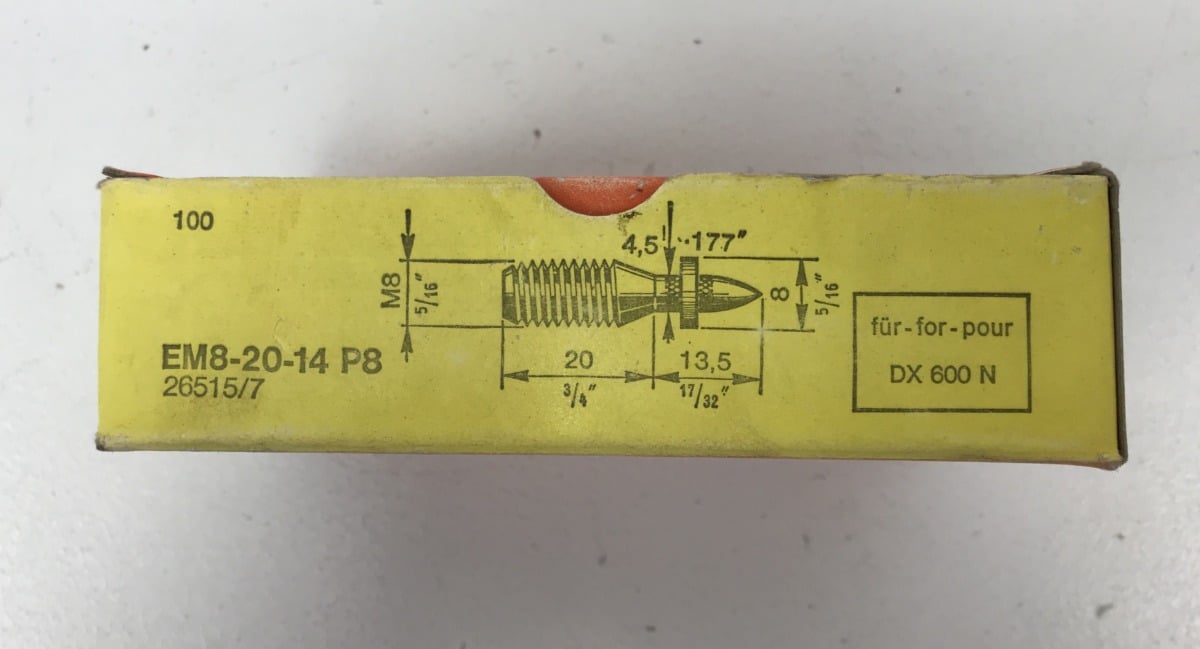 100
4,5 .177"
M8
5/16"
8
5/16"
für-for-pour
DX 600 N
EM8-20-14 P8
26515/7
20
3/4"
13,5
17/32"